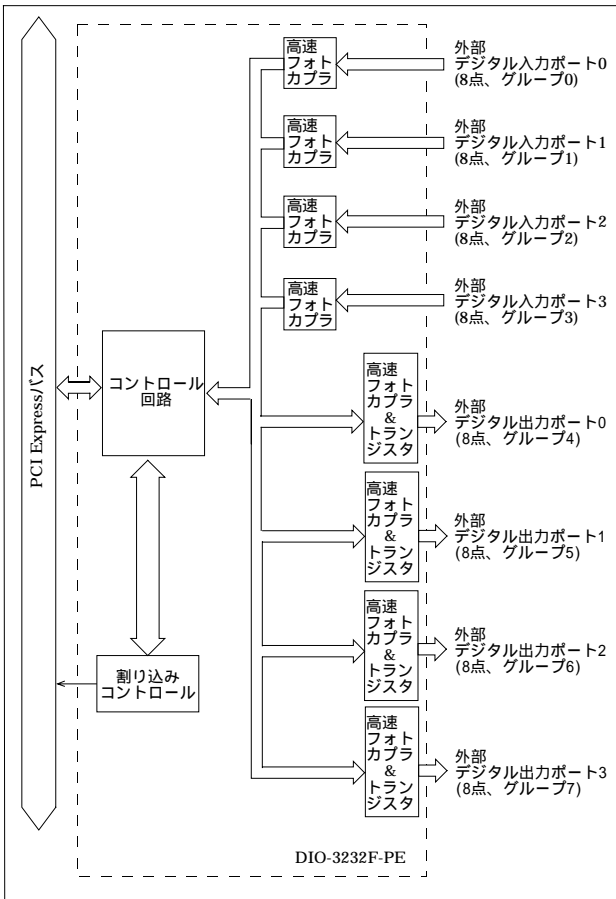 高速
フォト
カプラ
外部
デジタル入力ポート0
(8点、グループ0)
高速
フォト
カプラ
外部
デジタル入力ポート1
(8点、グループ1)
高速
フォト
カプラ
外部
デジタル入力ポート2
(8点、グループ2)
高速
フォト
カプラ
外部
デジタル入力ポート3
(8点、グループ3)
PCI Expressバス
コントロール
回路
高速
フォト
カプラ
&
トラン
ジスタ
外部
デジタル出力ポート0
(8点、グループ4)
高速
フォト
カプラ
&
トラン
ジスタ
外部
デジタル出力ポート1
(8点、グループ5)
高速
フォト
カプラ
&
トラン
ジスタ
外部
デジタル出力ポート2
(8点、グループ6)
割り込み
コントロール
高速
フォト
カプラ
&
トラン
ジスタ
外部
デジタル出力ポート3
(8点、グループ7)
DIO-3232F-PE